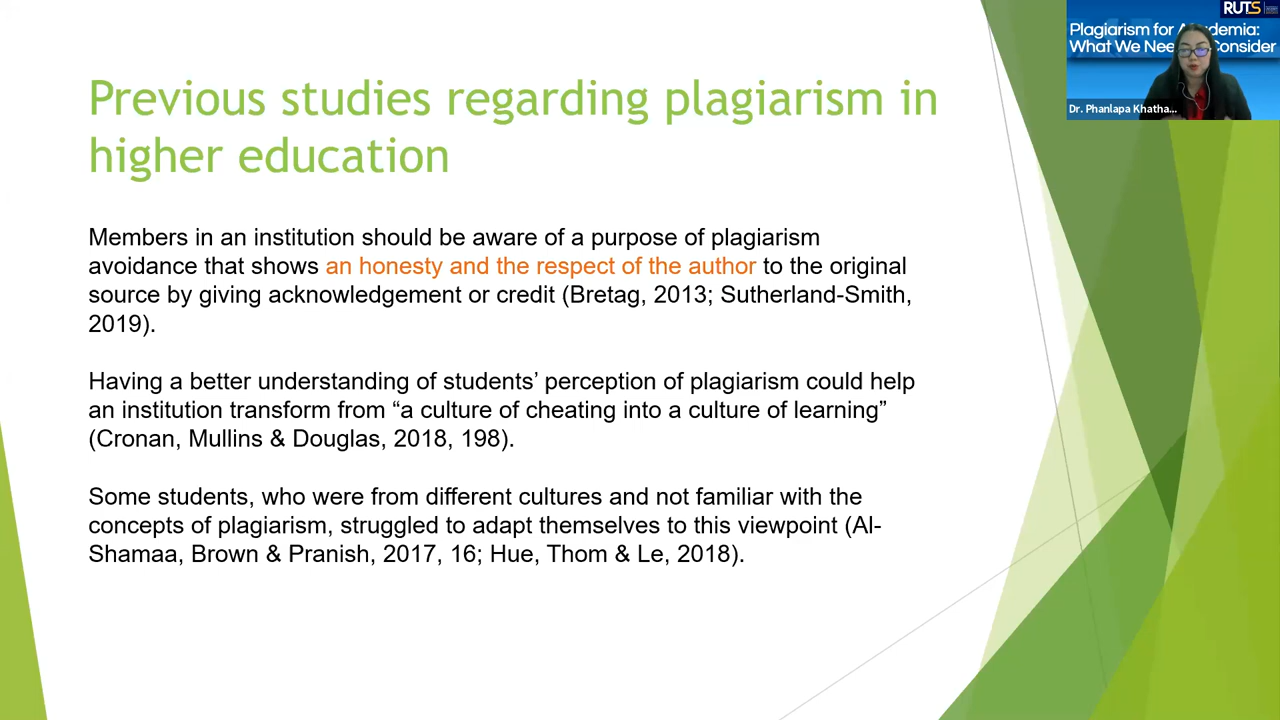 RUTS
Plagiarism for
What We Consider
Dr. Phanlapa Khatha...
Previous studies regarding plagiarism in
higher education
Members in an institution should be aware of a purpose of plagiarism
avoidance that shows an honesty and the respect of the author to the original
source by giving acknowledgement or credit (Bretag, 2013; Sutherland-Smith,
2019).
Having a better understanding of students’ perception of plagiarism could help
an institution transform from “a culture of cheating into a culture of learning”
(Cronan, Mullins & Douglas, 2018, 198).
Some students, who were from different cultures and not familiar with the
concepts of plagiarism, struggled to adapt themselves to this viewpoint (Al-
Shamaa, Brown & Pranish, 2017, 16; Hue, Thom & Le, 2018).